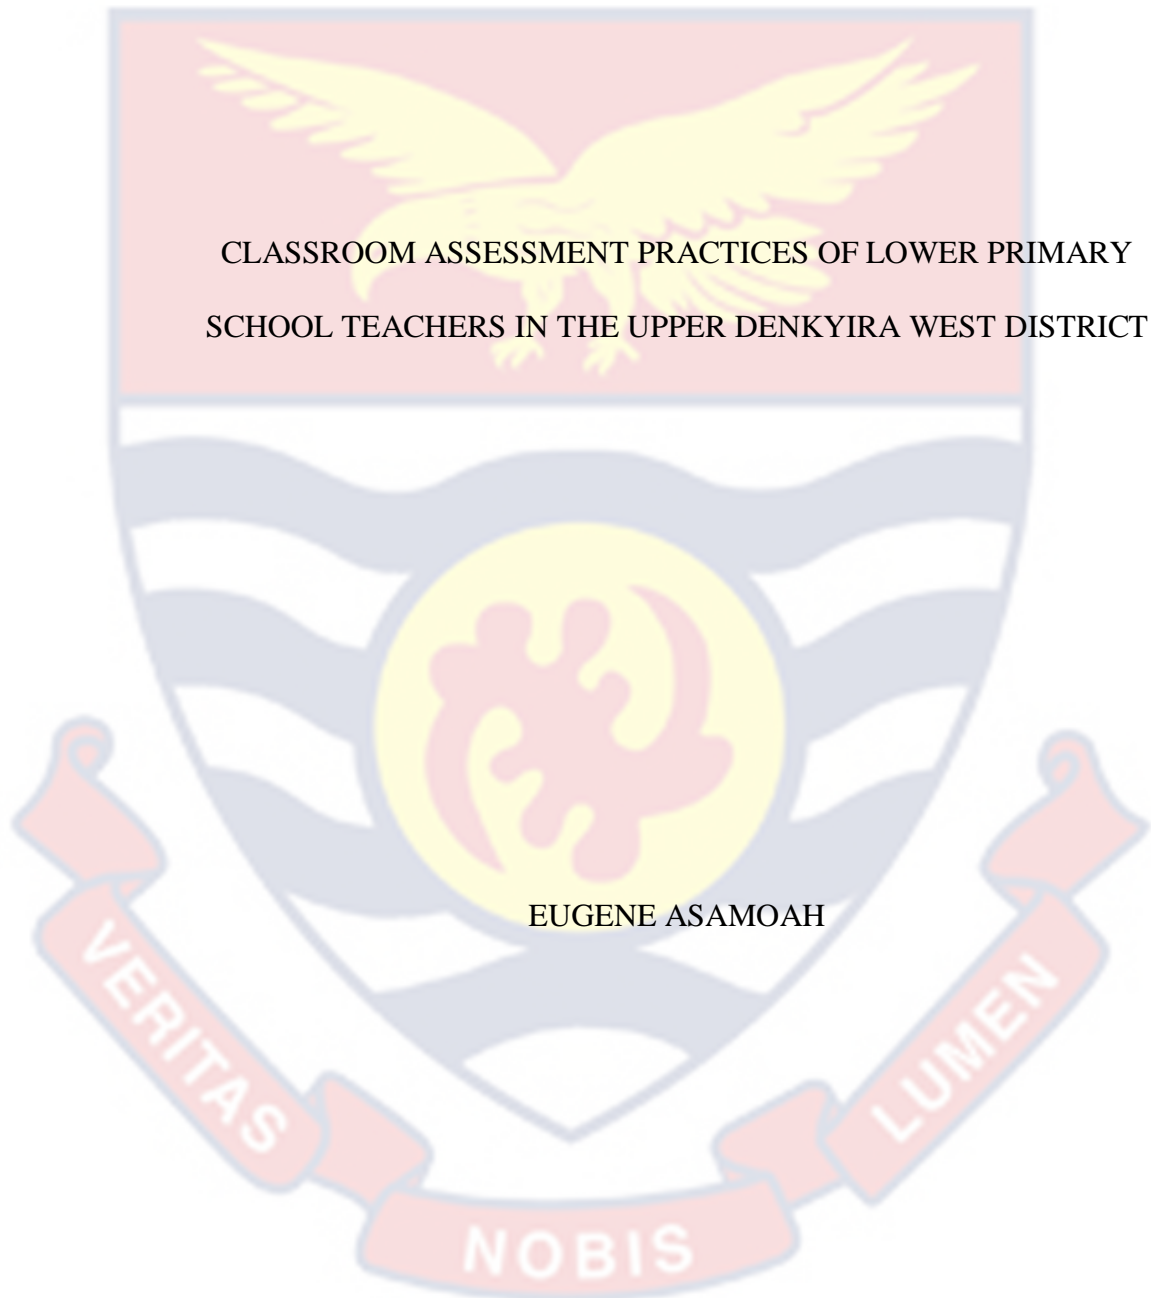 CLASSROOM ASSESSMENT PRACTICES OF LOWER PRIMARY
SCHOOL TEACHERS IN THE UPPER DENKYIRA WEST DISTRICT
EUGENE ASAMOAH
VERITAS
NOBIS
LUMEN